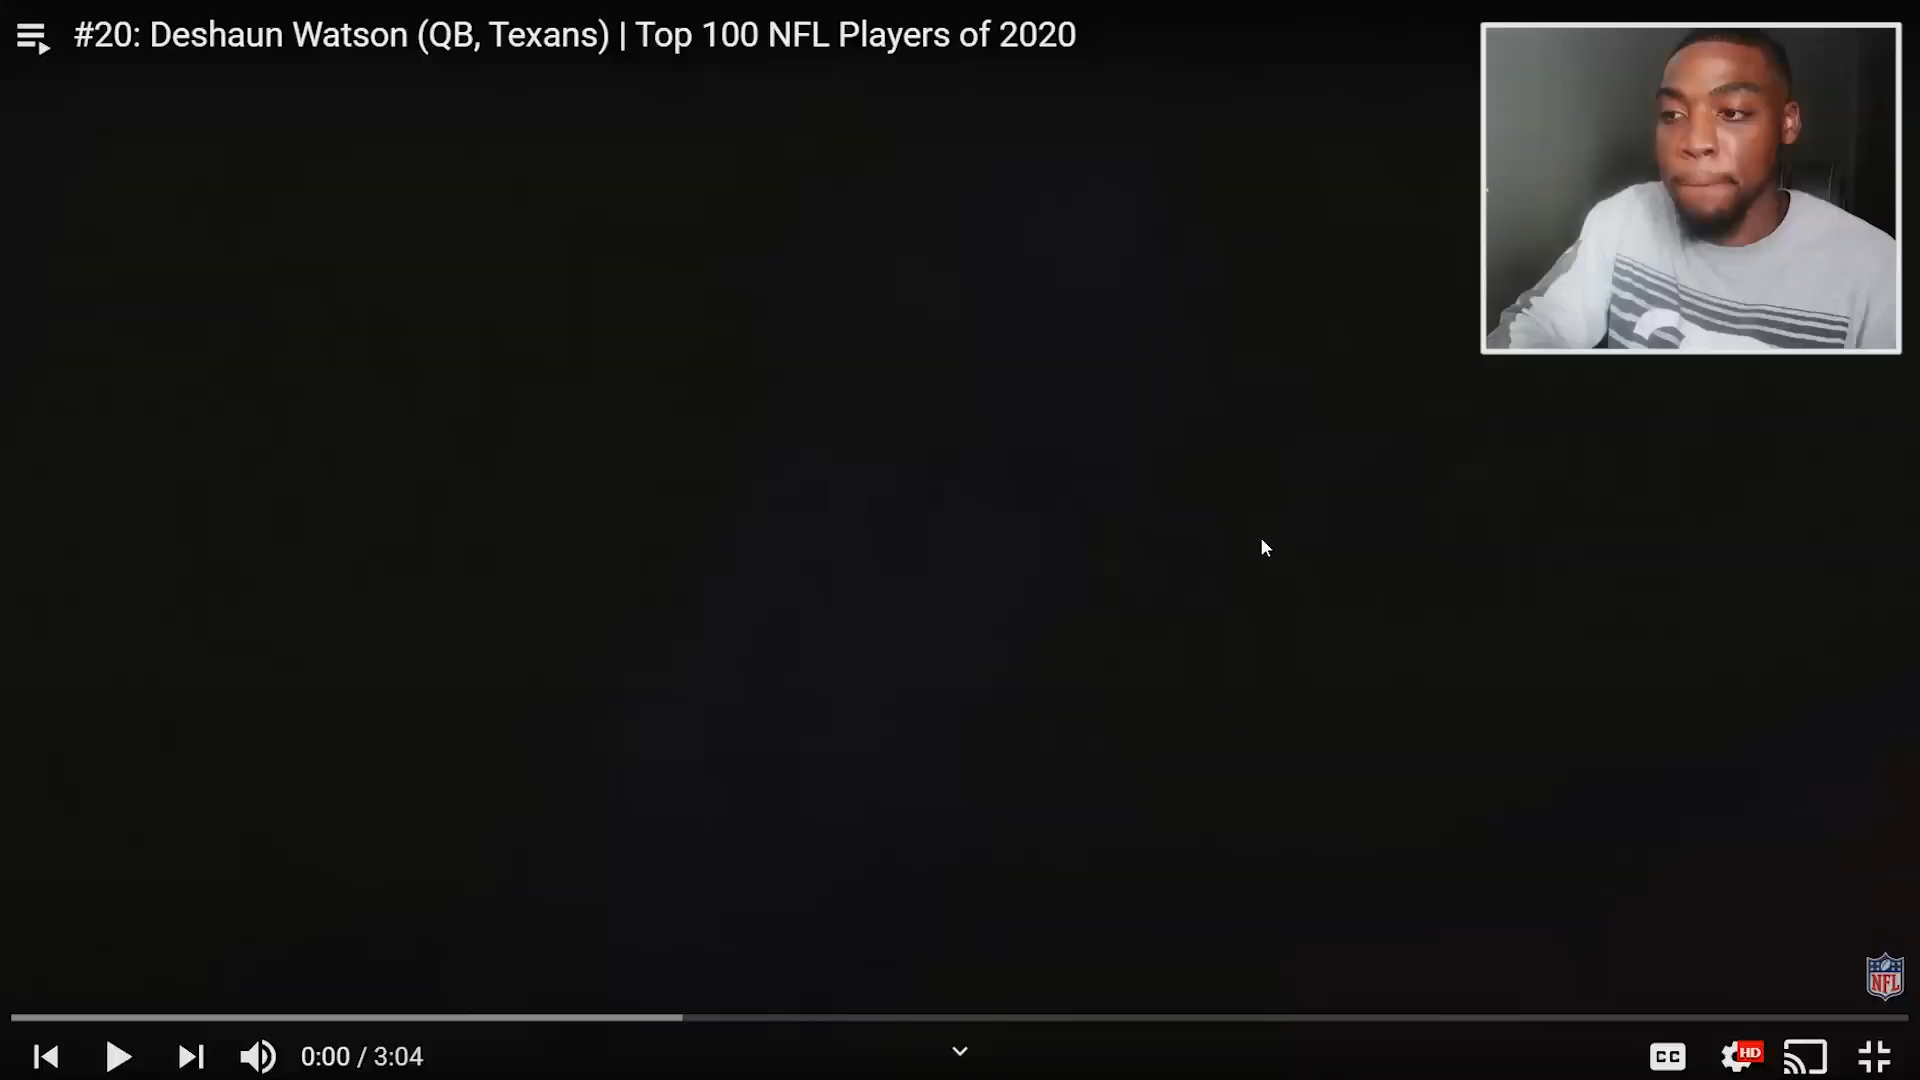 #20: Deshaun Watson (QB, Texans) | Top 100 NFL Players of 2020
NFL
0:00 / 3:04
CC
HD